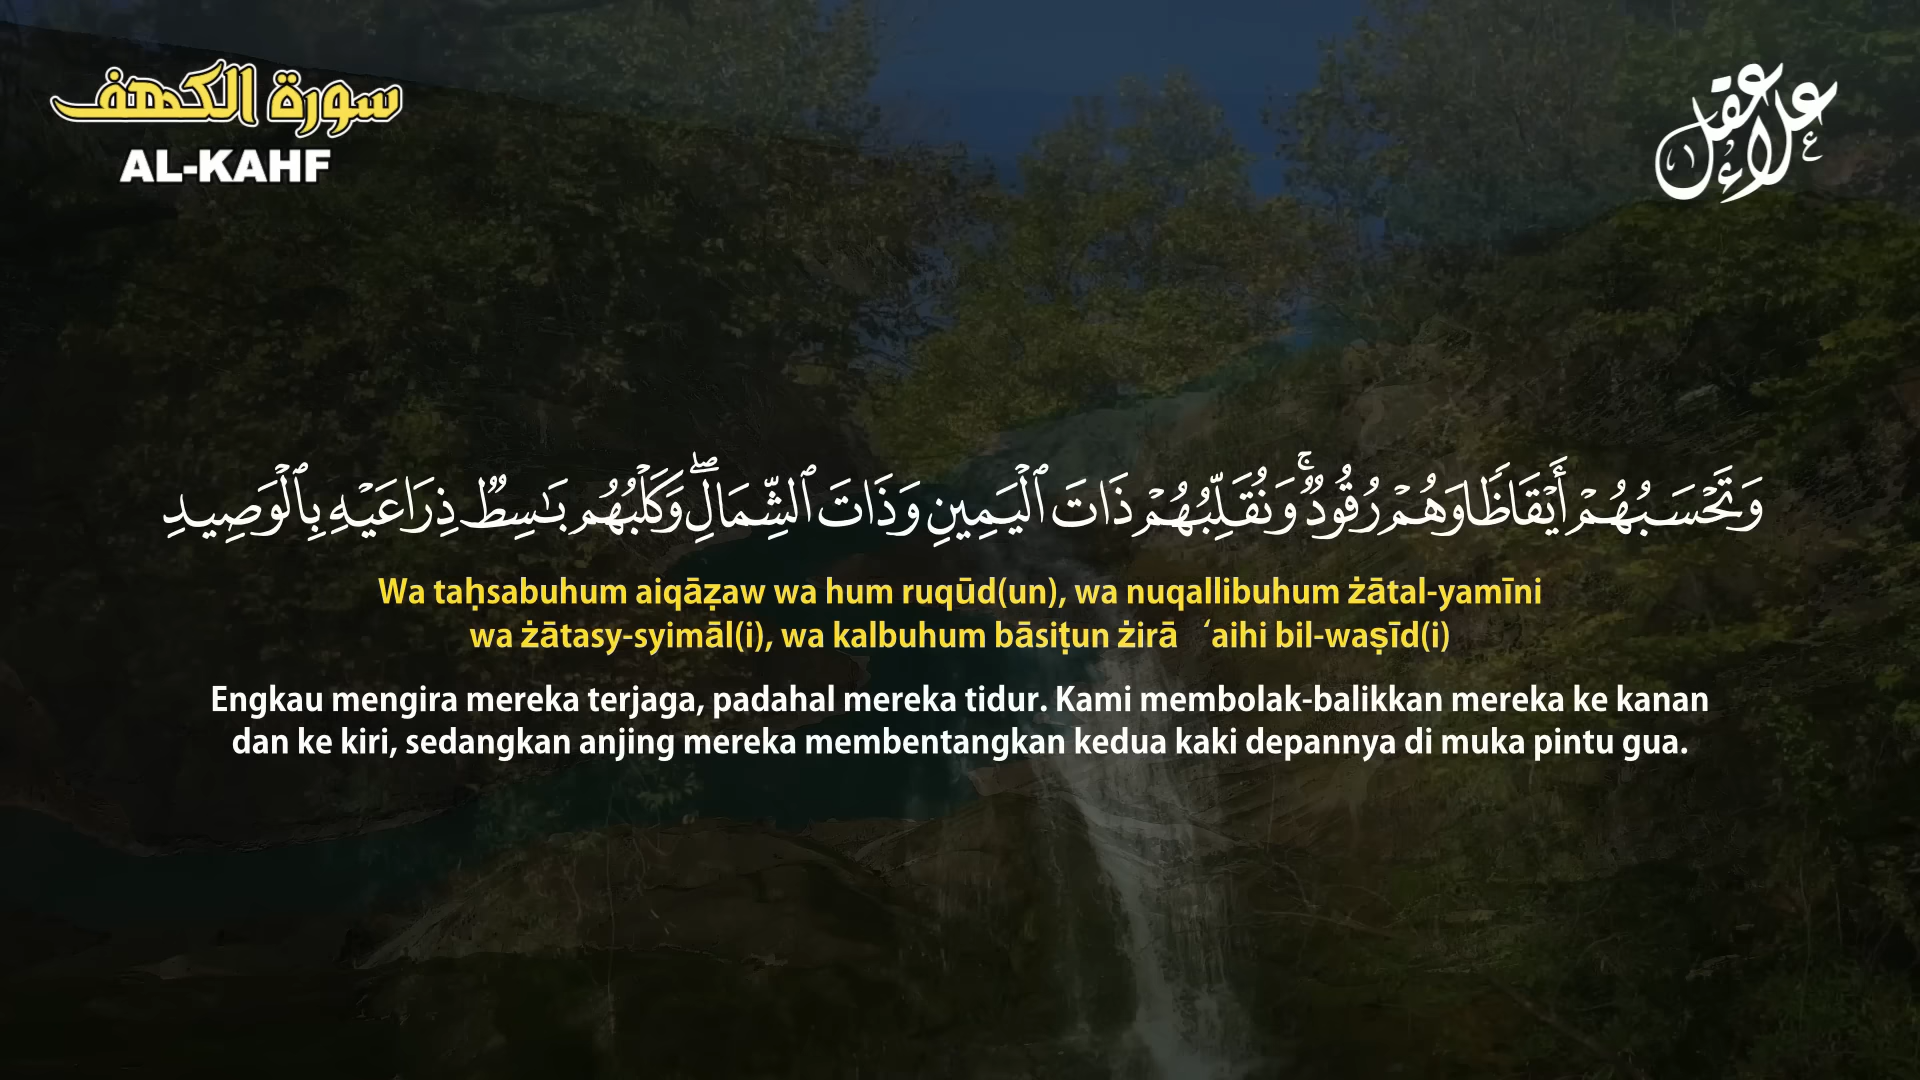 سورة الكهف
AL-KAHF
علاء عقل
وَتَحْسَبُهُمْ أَيْقَاظًا وَهُمْ رُقُودٌ ۚ وَنُقَلِّبُهُمْ ذَاتَ ٱلْيَمِينِ وَذَاتَ ٱلشِّمَالِ ۖ وَكَلْبُهُم بَـٰسِطٌ ذِرَاعَيْهِ بِٱلْوَصِيدِ
Wa taḥsabuhum aiqāẓaw wa hum ruqūd(un), wa nuqallibuhum żātal-yamīni
wa żātasy-syimāl(i), wa kalbuhum bāsiṭun żirā ‘aihi bil-waṣīd(i)
Engkau mengira mereka terjaga, padahal mereka tidur. Kami membolak-balikkan mereka ke kanan
dan ke kiri, sedangkan anjing mereka membentangkan kedua kaki depannya di muka pintu gua.